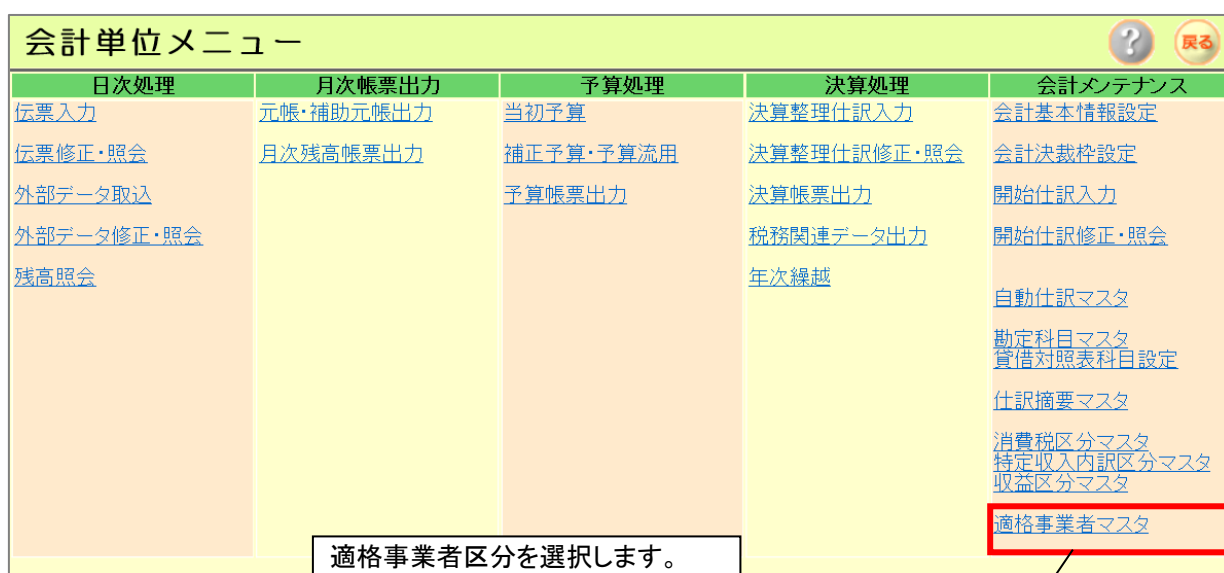 会計単位メニュー
?
戻る
日次処理
伝票入力
伝票修正・照会
外部データ取込
外部データ修正・照会
残高照会
月次帳票出力
元帳・補助元帳出力
月次残高帳票出力
予算処理
当初予算
補正予算・予算流用
予算帳票出力
決算処理
決算整理仕訳入力
決算整理仕訳修正・照会
決算帳票出力
税務関連データ出力
年次繰越
会計メンテナンス
会計基本情報設定
会計決裁枠設定
開始仕訳入力
開始仕訳修正・照会
自動仕訳マスタ
勘定科目マスタ
貸借対照表科目設定
仕訳摘要マスタ
消費税区分マスタ
特定収入内訳区分マスタ
収益区分マスタ
適格事業者マスタ
適格事業者区分を選択します。